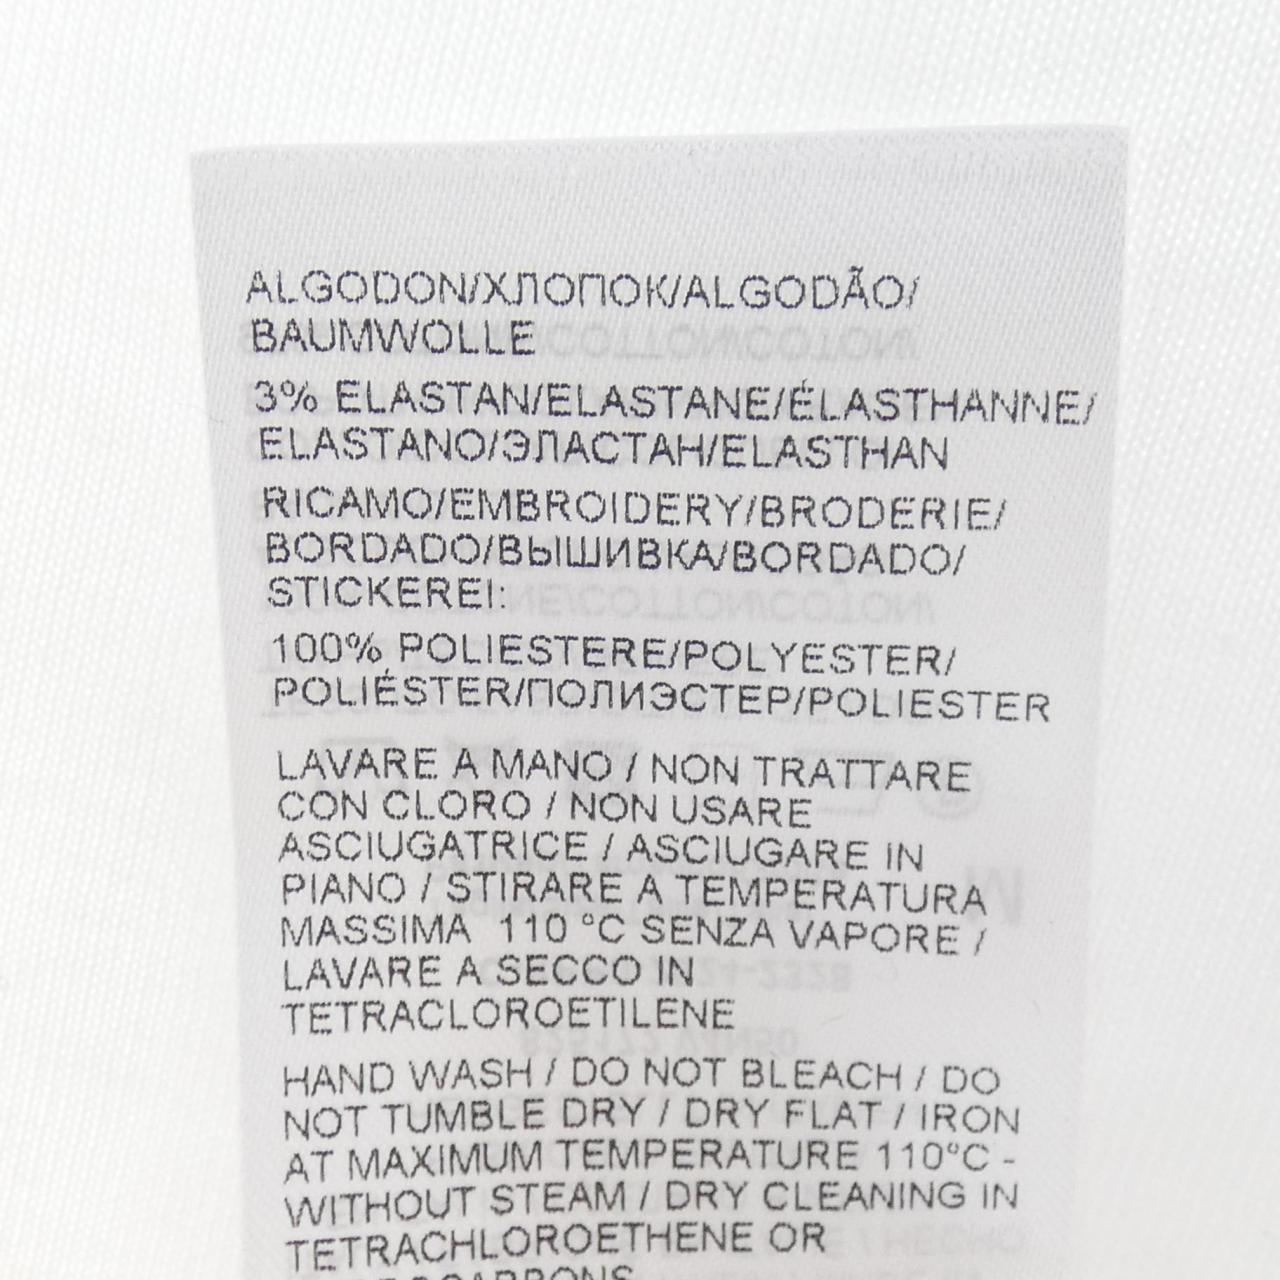 ALGODON/ХЛОПОК/ALGODÃO/
BAUMWOLLE
3% ELASTAN/ELASTANE/ÉLASTHANNE/
ELASTANO/ЭЛАСТАН/ELASTHAN
RICAMO/EMBROIDERY/BRODERIE/
BORDADO/ВЫШИВКА/BORDADO/
STICKEREI:
100% POLIESTERE/POLYESTER/
POLIÉSTER/ПОЛИЭСТЕР/POLIESTER
LAVARE A MANO / NON TRATTARE
CON CLORO / NON USARE
ASCIUGATRICE / ASCIUGARE IN
PIANO / STIRARE A TEMPERATURA
MASSIMA 110 °C SENZA VAPORE /
LAVARE A SECCO IN
TETRACLOROETILENE
HAND WASH / DO NOT BLEACH / DO
NOT TUMBLE DRY / DRY FLAT / IRON
AT MAXIMUM TEMPERATURE 110°C -
WITHOUT STEAM / DRY CLEANING IN
TETRACHLOROETHENE OR